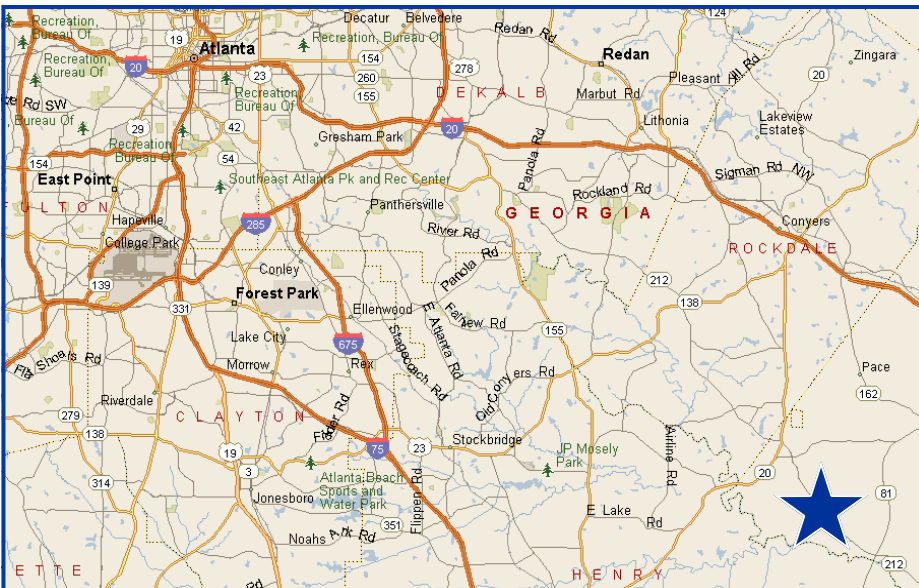 Recreation,
Bureau Of
Decatur
Belvedere
Redan Rd
124
19
Atlanta
Recreation, Bureau Of
Redan
Zingara
20
Recreation,
Bureau Of
20
23
154
278
Pleasant Hill Rd
Recreation,
Bureau Of
260
155
DEKALB
Marbut Rd
Rd SW
Bureau Of
29
42
Gresham Park
20
Lithonia
Lakeview
Estates
Recreation,
Bureau Of
154
54
Panola Rd
East Point
Southeast Atlanta Pk and Rec Center
Sigman Rd NW
Rockland Rd
FULTON
Hapeville
Panthersville
GEORGIA
285
River Rd
Conyers
College Park
ROCKDALE
Conley
Panola Rd
139
212
Forest Park
138
331
Ellenwood
E Atlanta Rd
Fairview Rd
155
Lake City
Stagecoach Rd
675
Morrow
Rex
Old Conyers Rd
Pace
162
Flat Shoals Rd
Riverdale
279
CLAYTON
Fielder Rd
138
19
75
23
Stockbridge
JP Mosely
Park
Airline Rd
20
314
3
Atlanta Beach
Sports and
Water Park
Jonesboro
Flippen Rd
81
351
E Lake Rd
Noahs Ark Rd
212
ETTE
Rd
HENRY